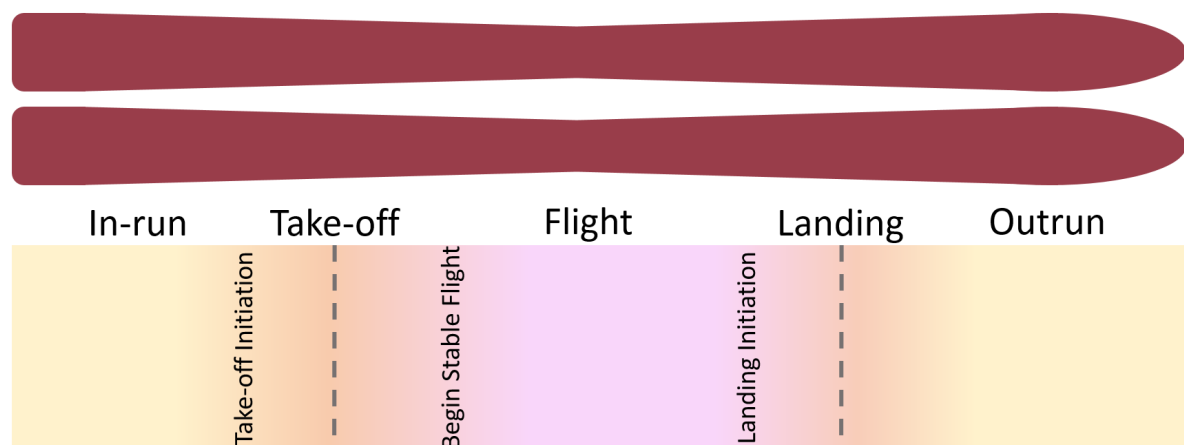 In-run
Take-off
Flight
Landing
Outrun
Take-off Initiation
Begin Stable Flight
Landing Initiation